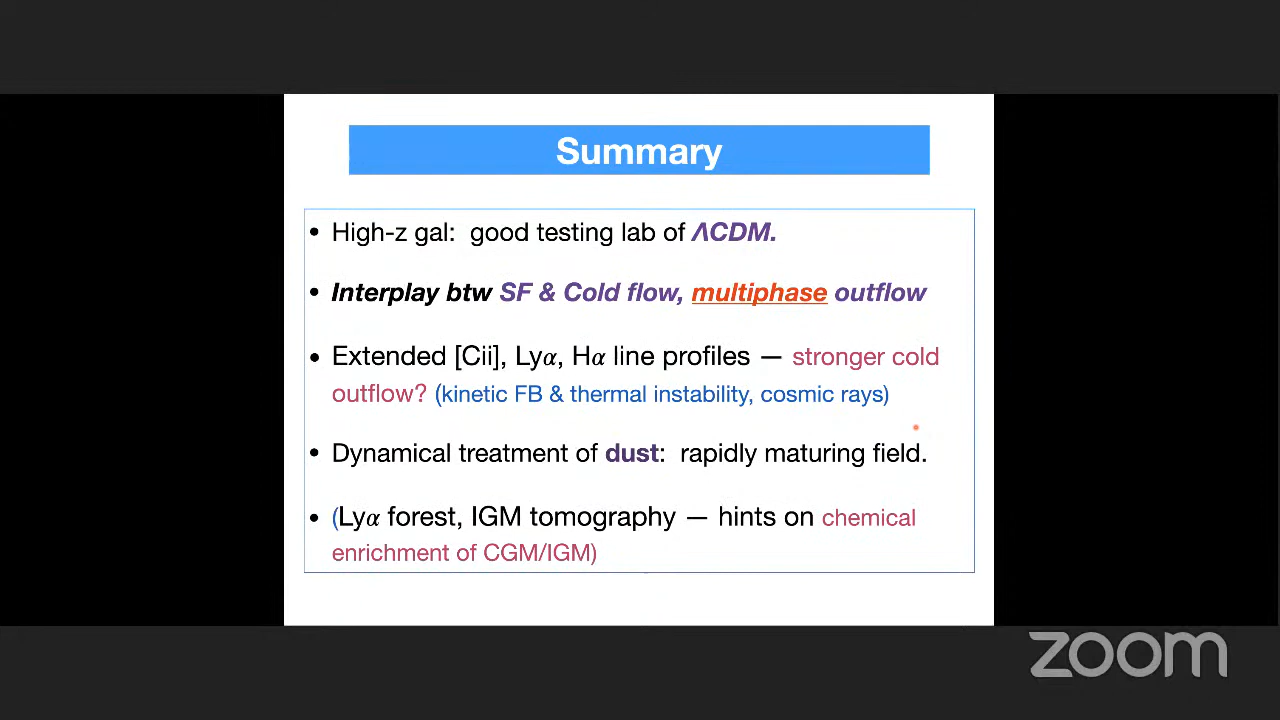 Summary
• High-z gal: good testing lab of ΛCDM.
• Interplay btw SF & Cold flow, multiphase outflow
• Extended [Cii], Lyα, Hα line profiles — stronger cold
outflow? (kinetic FB & thermal instability, cosmic rays)
• Dynamical treatment of dust: rapidly maturing field.
• (Lyα forest, IGM tomography — hints on chemical
enrichment of CGM/IGM)
zoom